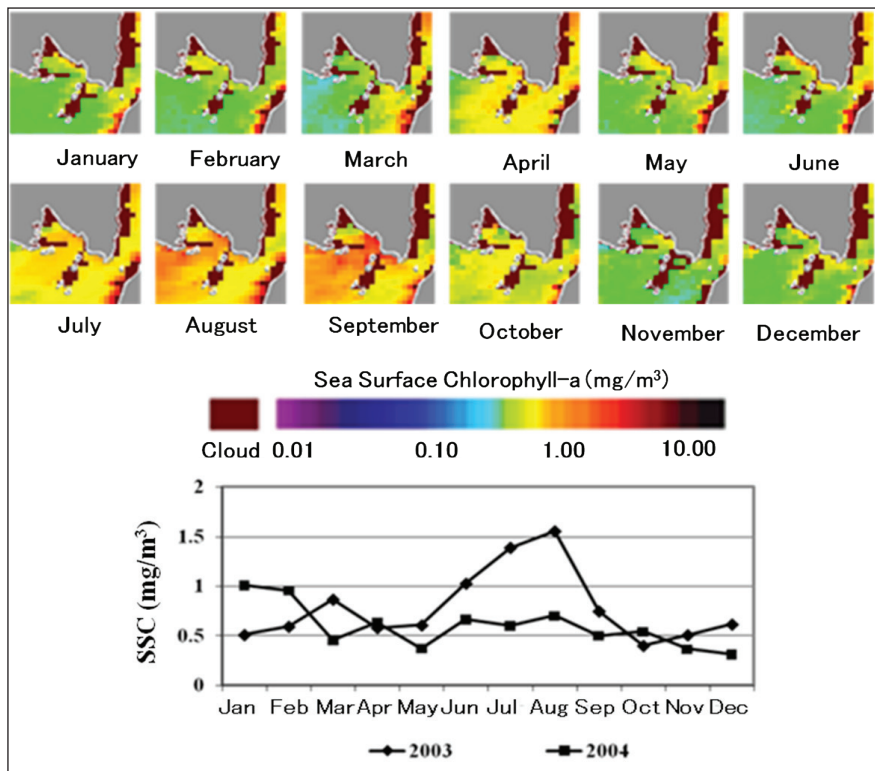 January February March April May June
July August September October November December
Sea Surface Chlorophyll-a (mg/m³)
Cloud 0.01 0.10 1.00 10.00
2
1.5
1
0.5
0
SSC (mg/m³)
Jan Feb Mar Apr May Jun Jul Aug Sep Oct Nov Dec
2003 2004